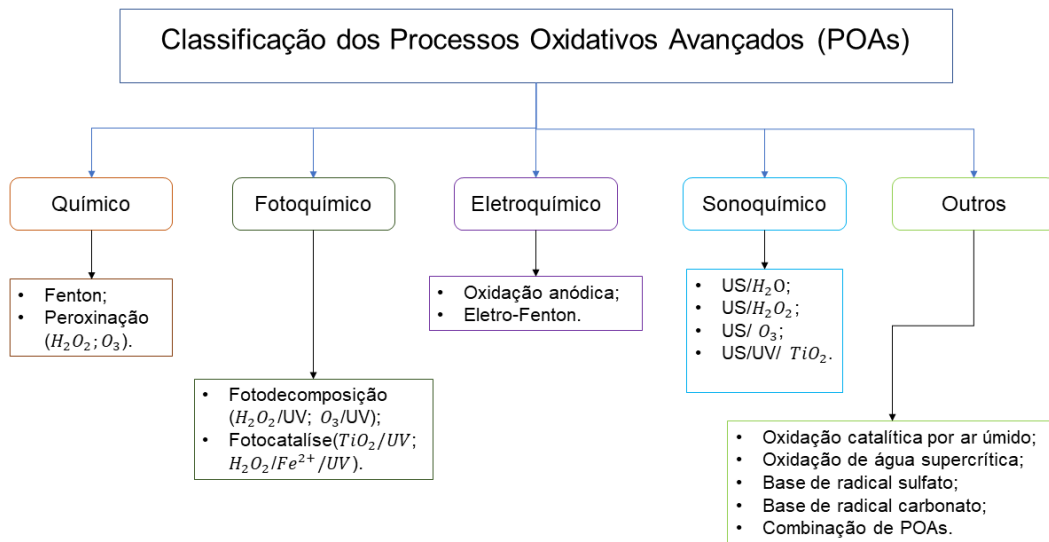 Classificação dos Processos Oxidativos Avançados (POAs)
Químico
Fotoquímico
Eletroquímico
Sonoquímico
Outros
• Fenton;
• Peroxinação
(H₂O₂; O₃).
• Fotodecomposição
(H₂O₂/UV; O₃/UV);
• Fotocatalíse(TiO₂/UV;
H₂O₂/Fe²⁺/UV).
• Oxidação anódica;
• Eletro-Fenton.
• US/H₂O;
• US/H₂O₂;
• US/ O₃;
• US/UV/ TiO₂.
• Oxidação catalítica por ar úmido;
• Oxidação de água supercrítica;
• Base de radical sulfato;
• Base de radical carbonato;
• Combinação de POAs.